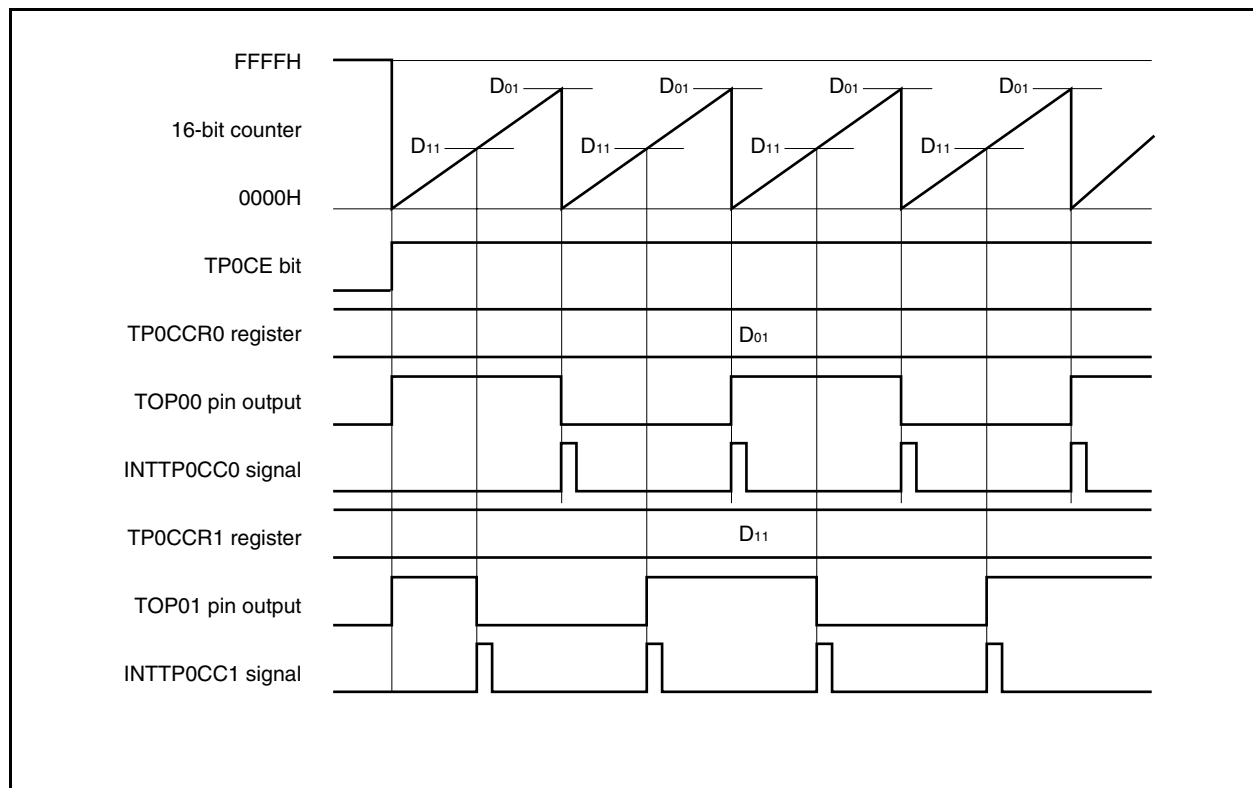 FFFFH
D01 D01 D01 D01
16-bit counter
D11 D11 D11 D11
0000H
TP0CE bit
TP0CCR0 register
D01
TOP00 pin output
INTTP0CC0 signal
TP0CCR1 register
D11
TOP01 pin output
INTTP0CC1 signal